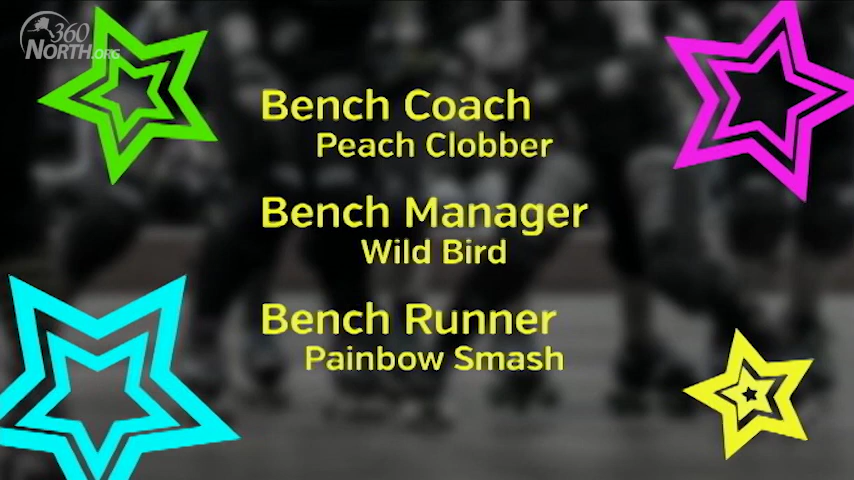 360
NORTH.ORG
Bench Coach
Peach Clobber
Bench Manager
Wild Bird
Bench Runner
Painbow Smash